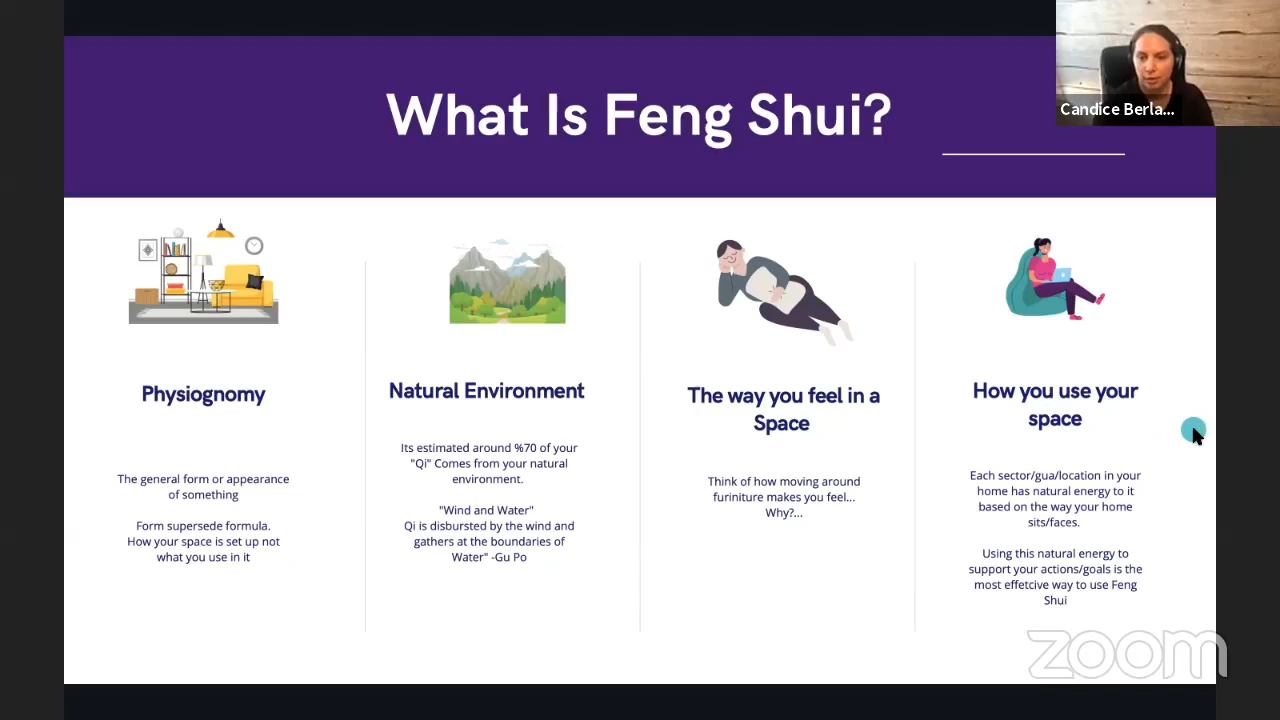 What Is Feng Shui?
Candice Berla...
Physiognomy
The general form or appearance
of something
Form supersede formula.
How your space is set up not
what you use in it
Natural Environment
Its estimated around %70 of your
"Qi" Comes from your natural
environment.
"Wind and Water"
Qi is disbursted by the wind and
gathers at the boundaries of
Water" -Gu Po
The way you feel in a
Space
Think of how moving around
furiniture makes you feel...
Why?...
How you use your
space
Each sector/gua/location in your
home has natural energy to it
based on the way your home
sits/faces.
Using this natural energy to
support your actions/goals is the
most effetcive way to use Feng
Shui
zoom